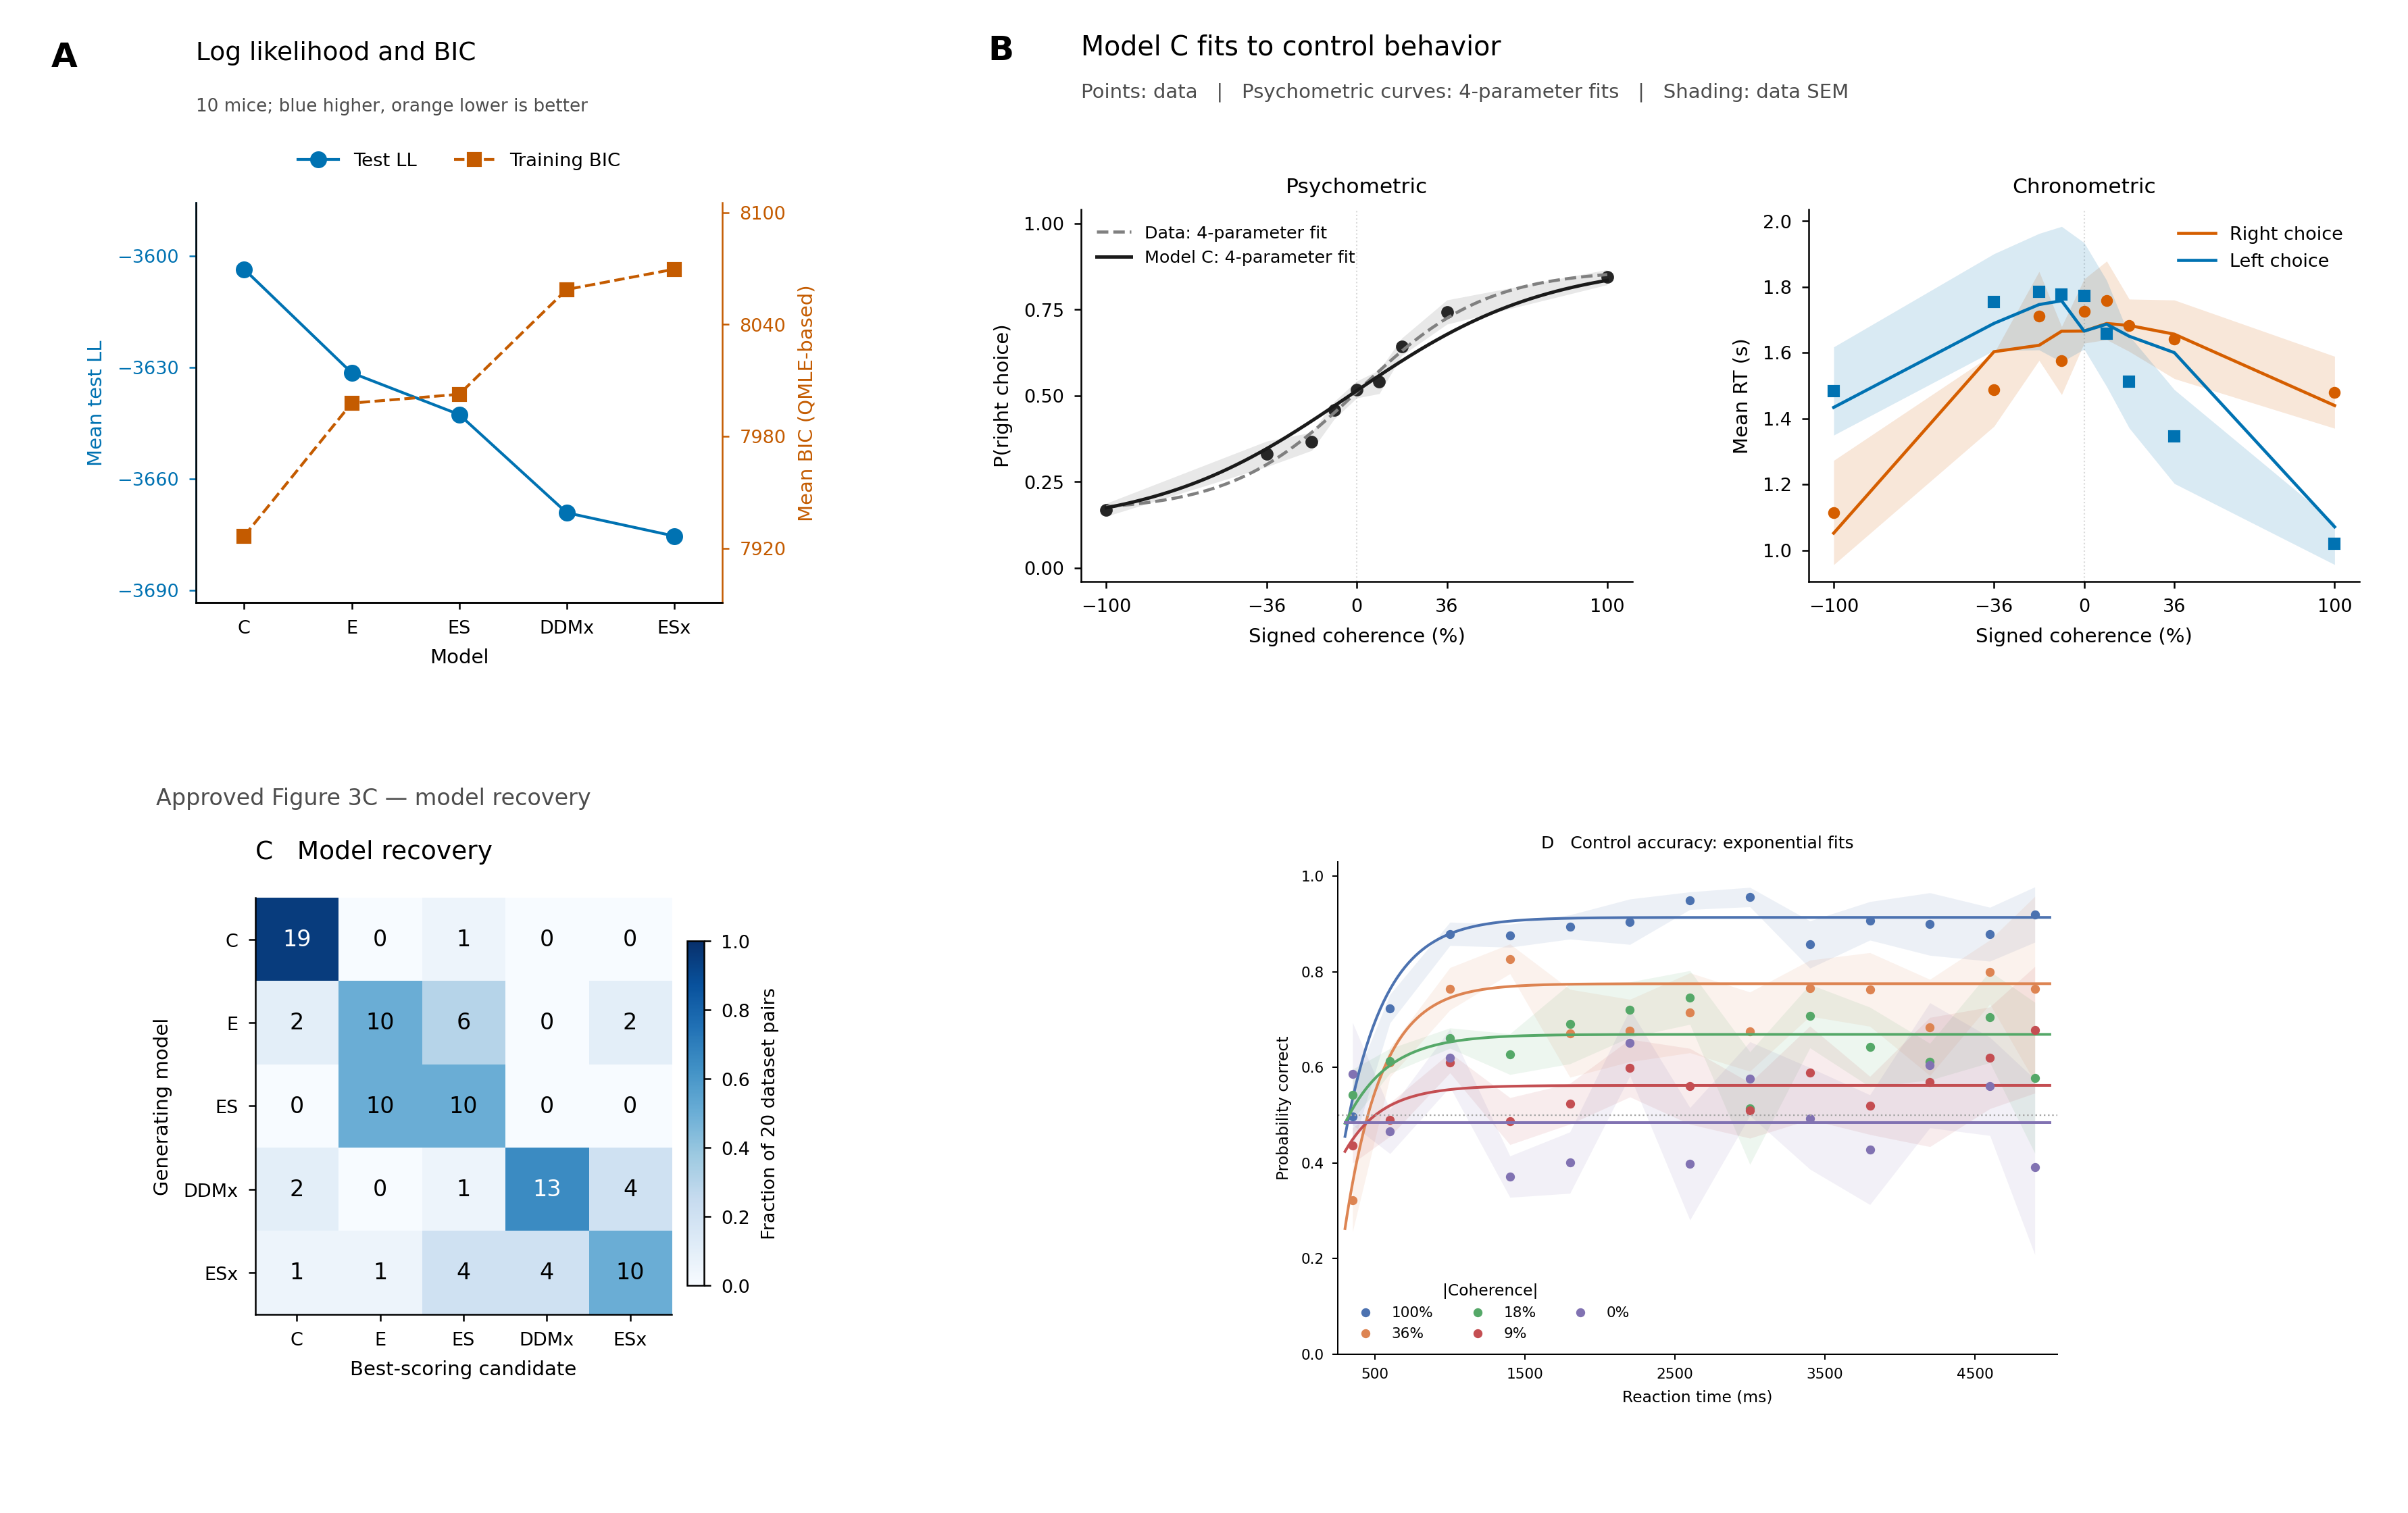 A
Log likelihood and BIC
10 mice; blue higher, orange lower is better
Test LL
Training BIC
−3600
−3630
−3660
−3690
Mean test LL
8100
8040
7980
7920
Mean BIC (QMLE-based)
C E ES DDMx ESx
Model
B
Model C fits to control behavior
Points: data | Psychometric curves: 4-parameter fits | Shading: data SEM
Psychometric
Data: 4-parameter fit
Model C: 4-parameter fit
1.00
0.75
0.50
0.25
0.00
P(right choice)
−100 −36 0 36 100
Signed coherence (%)
Chronometric
Right choice
Left choice
2.0
1.8
1.6
1.4
1.2
1.0
Mean RT (s)
−100 −36 0 36 100
Signed coherence (%)
Approved Figure 3C — model recovery
C Model recovery
Generating model
C 19 0 1 0 0
E 2 10 6 0 2
ES 0 10 10 0 0
DDMx 2 0 1 13 4
ESx 1 1 4 4 10
C E ES DDMx ESx
Best-scoring candidate
1.0
0.8
0.6
0.4
0.2
0.0
Fraction of 20 dataset pairs
D Control accuracy: exponential fits
1.0
0.8
0.6
0.4
0.2
0.0
Probability correct
|Coherence|
100% 18% 0%
36% 9%
500 1500 2500 3500 4500
Reaction time (ms)